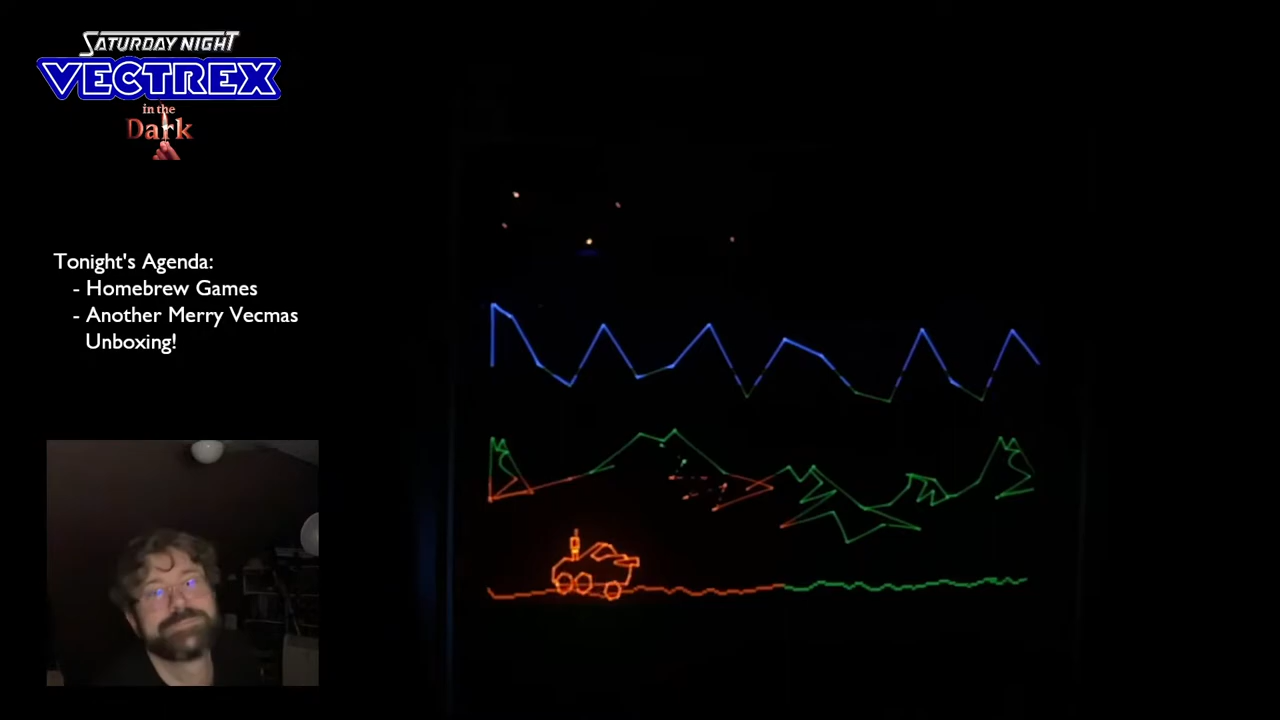 SATURDAY NIGHT
VECTREX
in the
Dark
Tonight's Agenda:
- Homebrew Games
- Another Merry Vecmas
Unboxing!